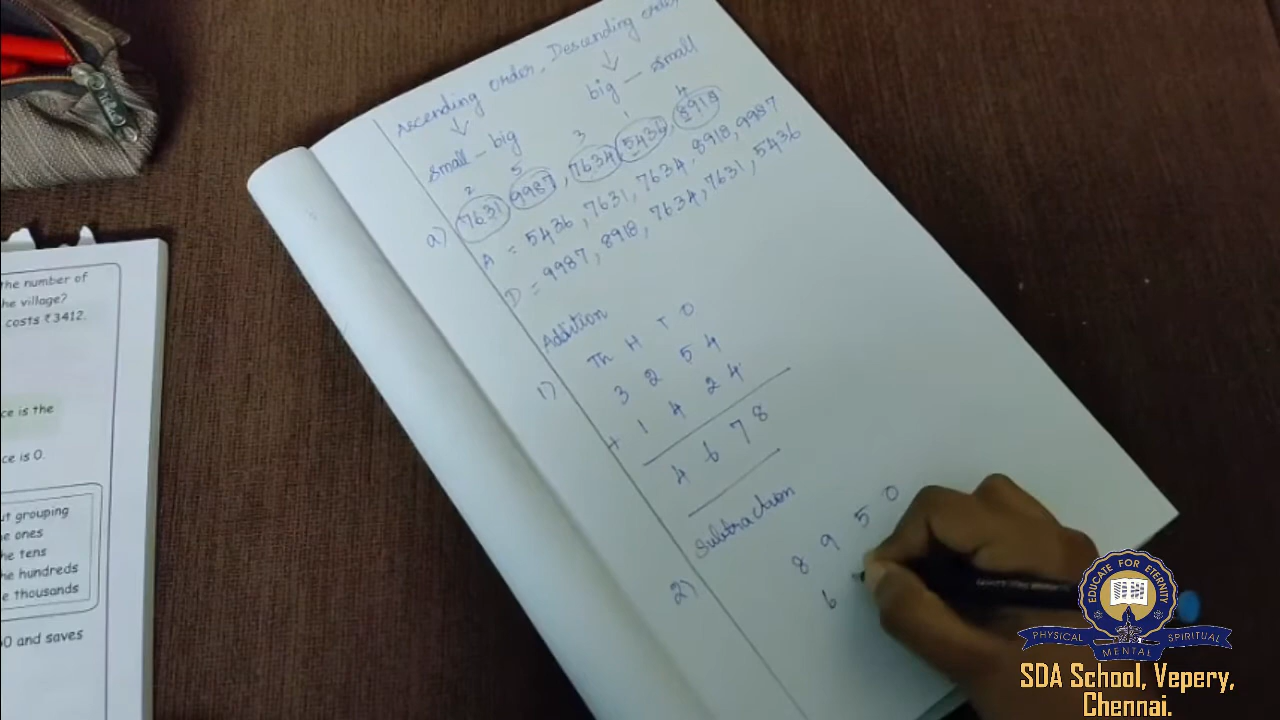 Ascending order, Descending order
↓ ↓
small - big big - small
2 5 3 1 4
a) 7631 9987, 7634, 5434, 8918
A = 5436, 7631, 7634, 8918, 9987
D = 9987, 8918, 7634, 7631, 5436
Addition
Th H T O
1) 3 2 5 4
+ 1 4 2 4
4 6 7 8
Subtraction
2) 8 9 5 0
6
the number of
he village?
costs ₹3412.
ce is the
ce is 0.
ut grouping
e ones
he tens
he hundreds
e thousands
0 and saves
EDUCATE FOR ETERNITY
PHYSICAL MENTAL SPIRITUAL
SDA School, Vepery,
Chennai.